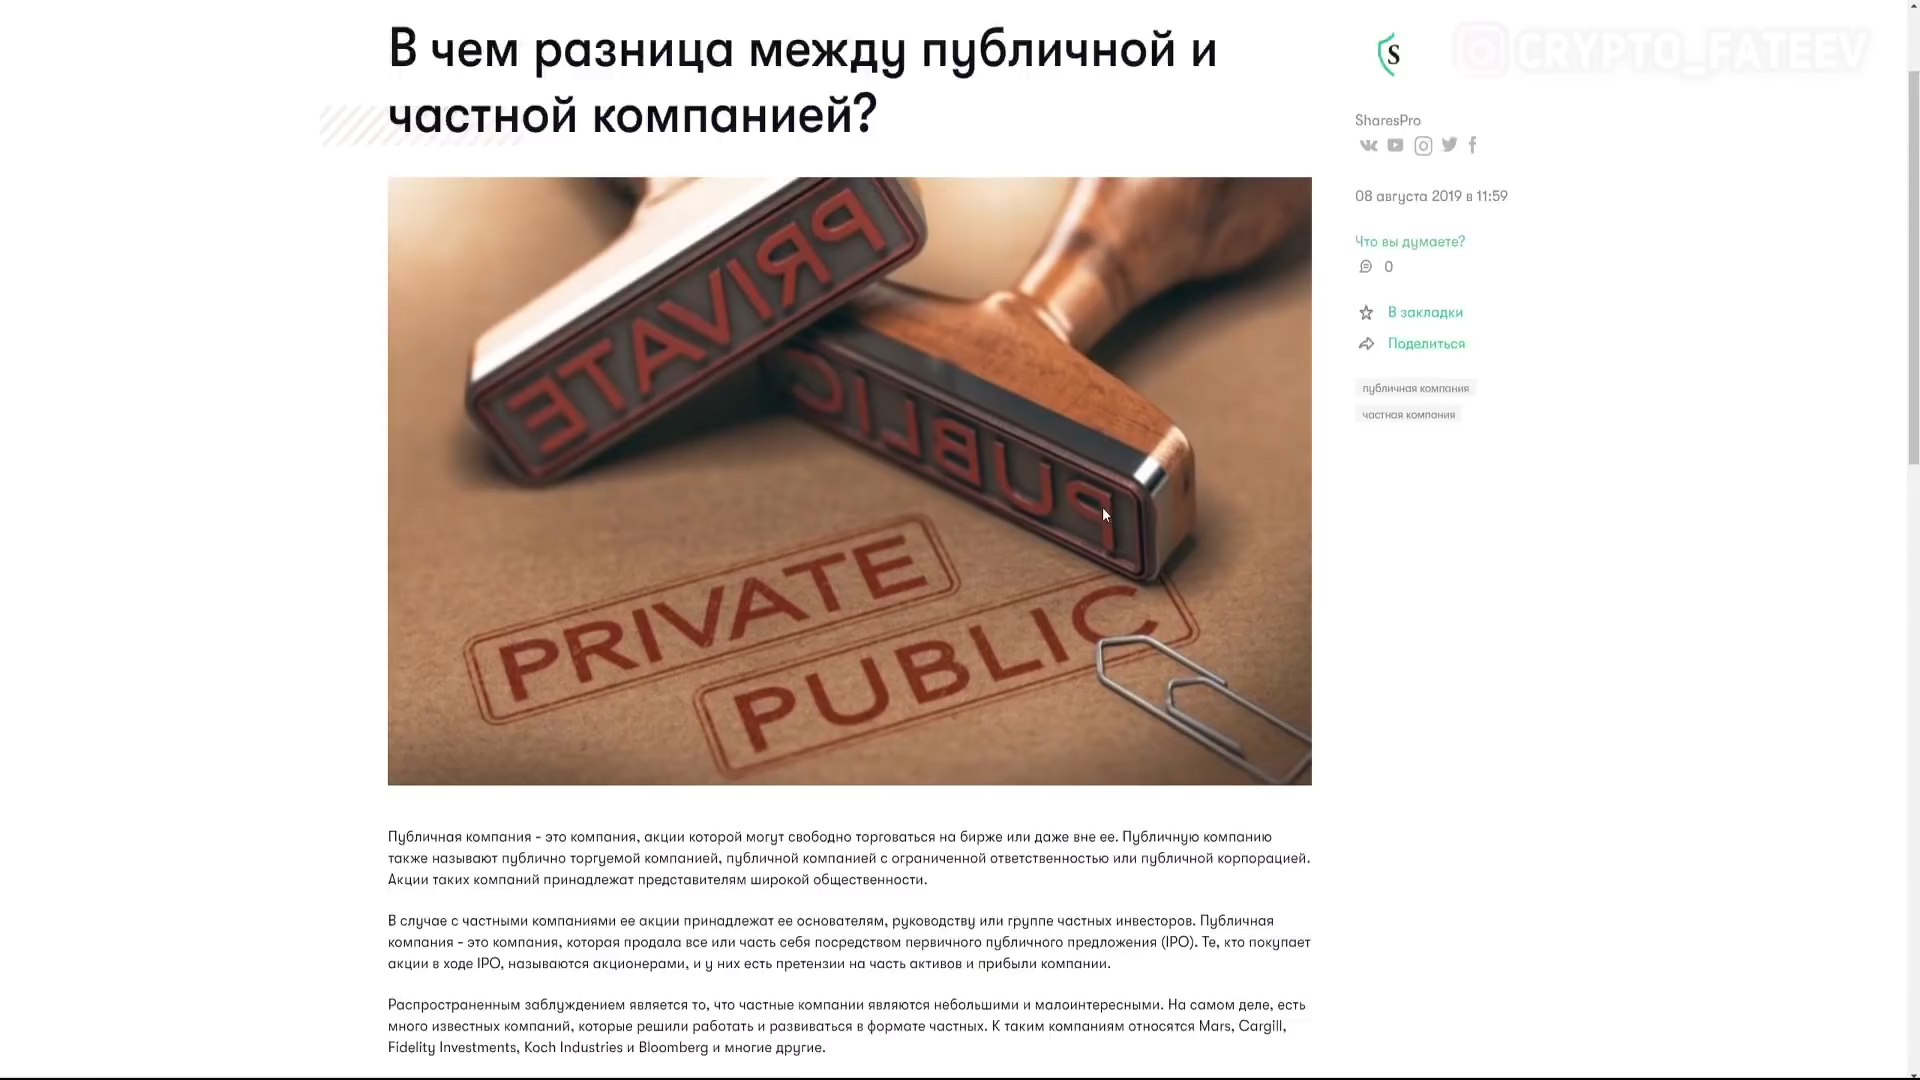 В чем разница между публичной и
частной компанией?
CRYPTO_FATEEV
SharesPro
08 августа 2019 в 11:59
Что вы думаете?
0
В закладки
Поделиться
публичная компания
частная компания
PRIVATE
PUBLIC
PRIVATE
PUBLIC
Публичная компания - это компания, акции которой могут свободно торговаться на бирже или даже вне ее. Публичную компанию
также называют публично торгуемой компанией, публичной компанией с ограниченной ответственностью или публичной корпорацией.
Акции таких компаний принадлежат представителям широкой общественности.
В случае с частными компаниями ее акции принадлежат ее основателям, руководству или группе частных инвесторов. Публичная
компания - это компания, которая продала все или часть себя посредством первичного публичного предложения (IPO). Те, кто покупает
акции в ходе IPO, называются акционерами, и у них есть претензии на часть активов и прибыли компании.
Распространенным заблуждением является то, что частные компании являются небольшими и малоинтересными. На самом деле, есть
много известных компаний, которые решили работать и развиваться в формате частных. К таким компаниям относятся Mars, Cargill,
Fidelity Investments, Koch Industries и Bloomberg и многие другие.